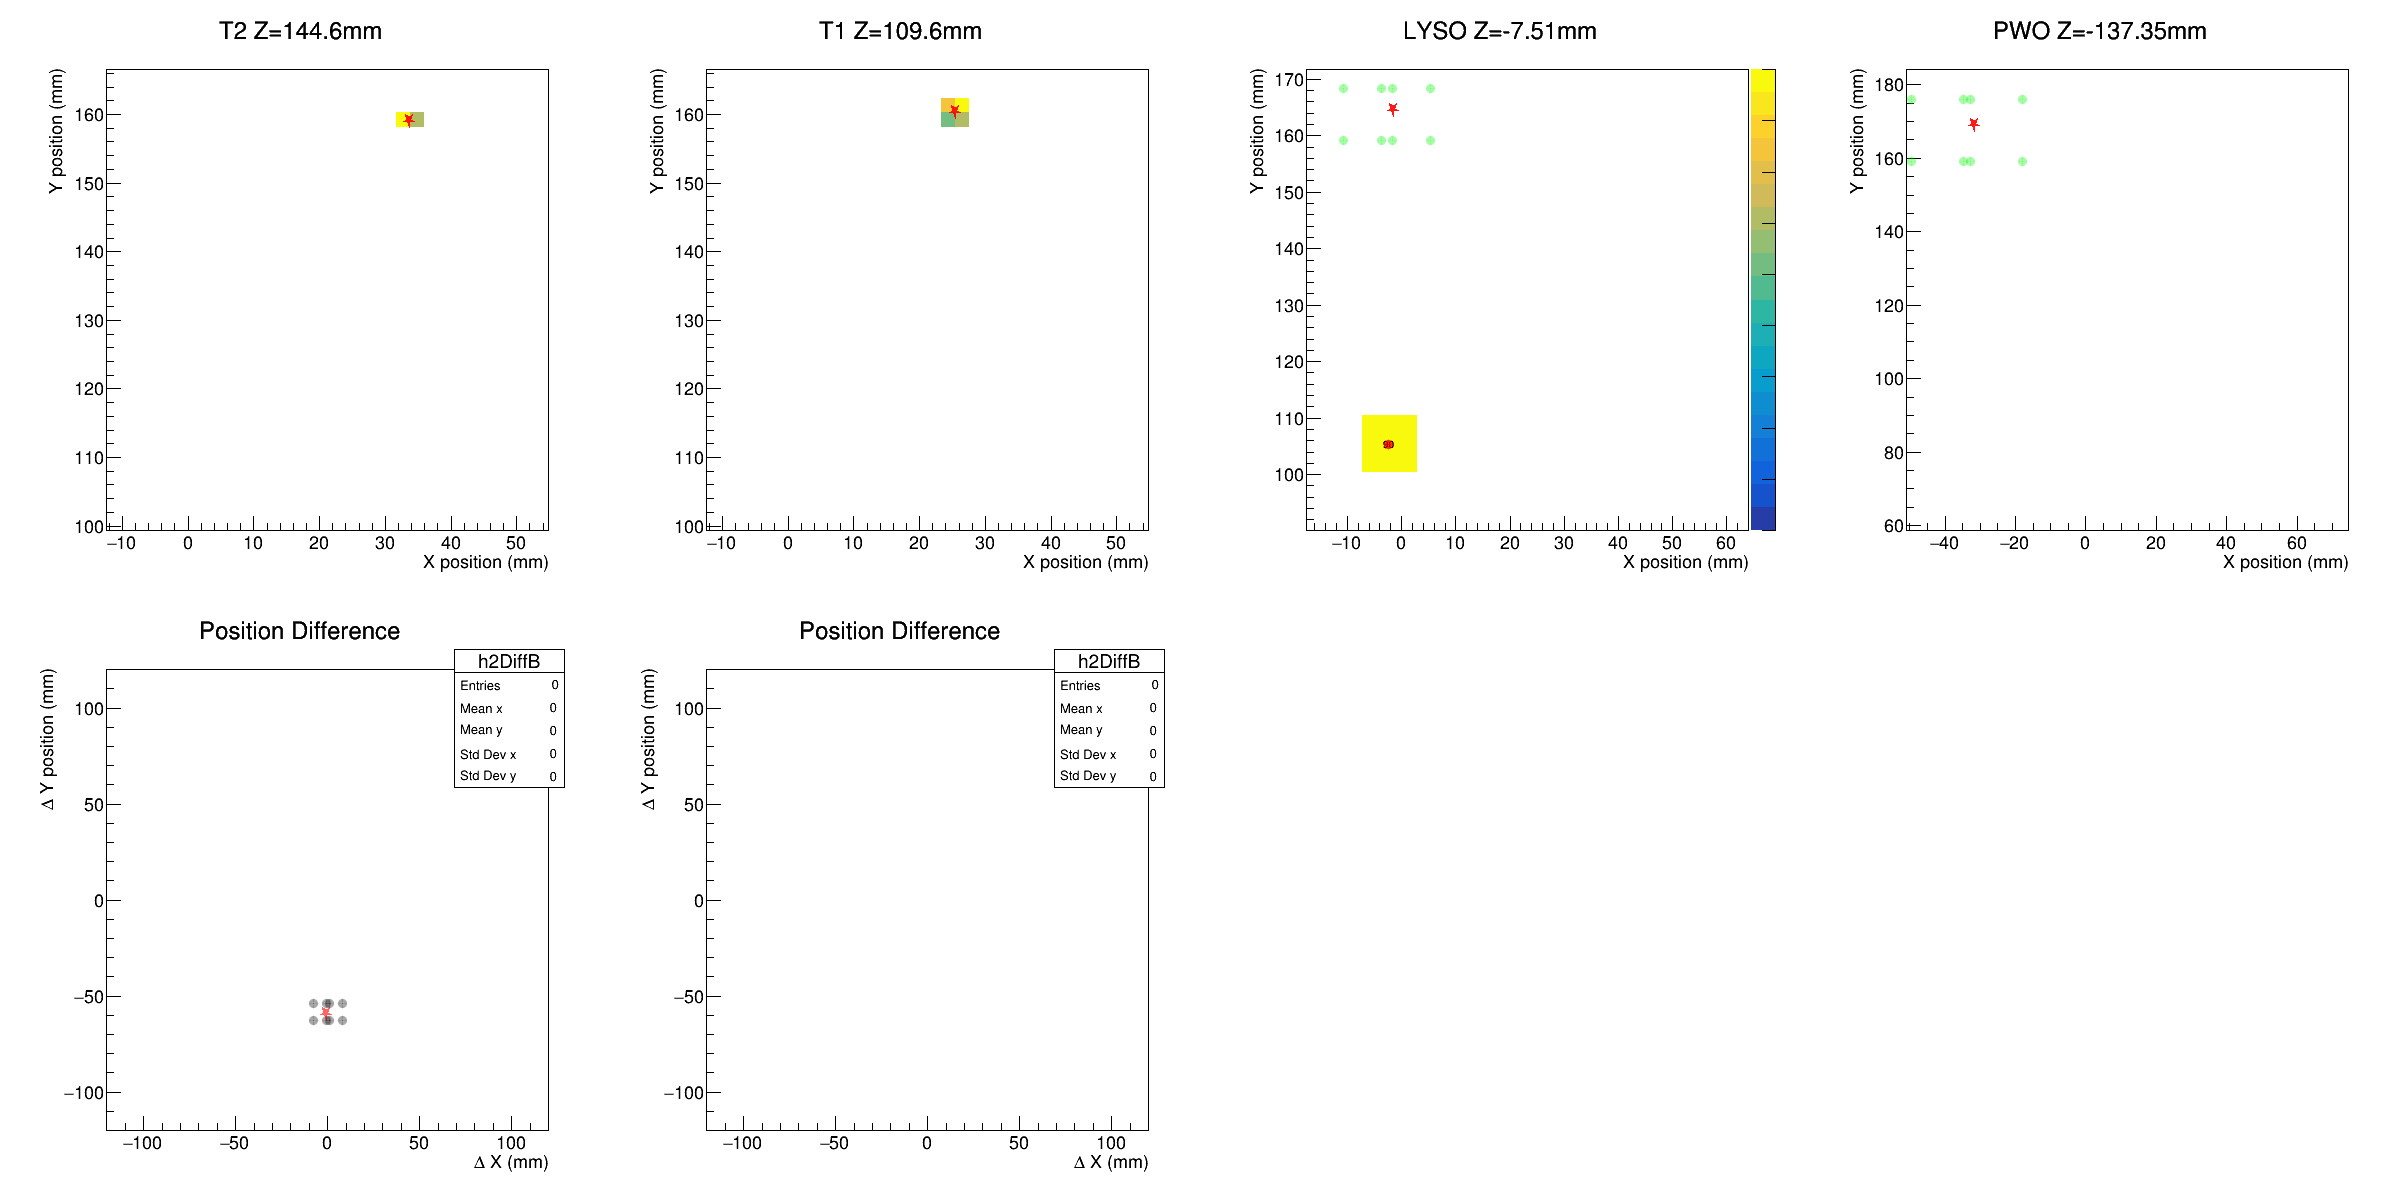 T2 Z=144.6mm
Y position (mm)
160
150
140
130
120
110
100
−10 0 10 20 30 40 50
X position (mm)
T1 Z=109.6mm
Y position (mm)
160
150
140
130
120
110
100
−10 0 10 20 30 40 50
X position (mm)
LYSO Z=-7.51mm
Y position (mm)
170
160
150
140
130
120
110
100
−10 0 10 20 30 40 50 60
X position (mm)
PWO Z=-137.35mm
Y position (mm)
180
160
140
120
100
80
60
−40 −20 0 20 40 60
X position (mm)
Position Difference
h2DiffB
Entries 0
Mean x 0
Mean y 0
Std Dev x 0
Std Dev y 0
Δ Y position (mm)
100
50
0
−50
−100
−100 −50 0 50 100
Δ X (mm)
Position Difference
h2DiffB
Entries 0
Mean x 0
Mean y 0
Std Dev x 0
Std Dev y 0
Δ Y position (mm)
100
50
0
−50
−100
−100 −50 0 50 100
Δ X (mm)